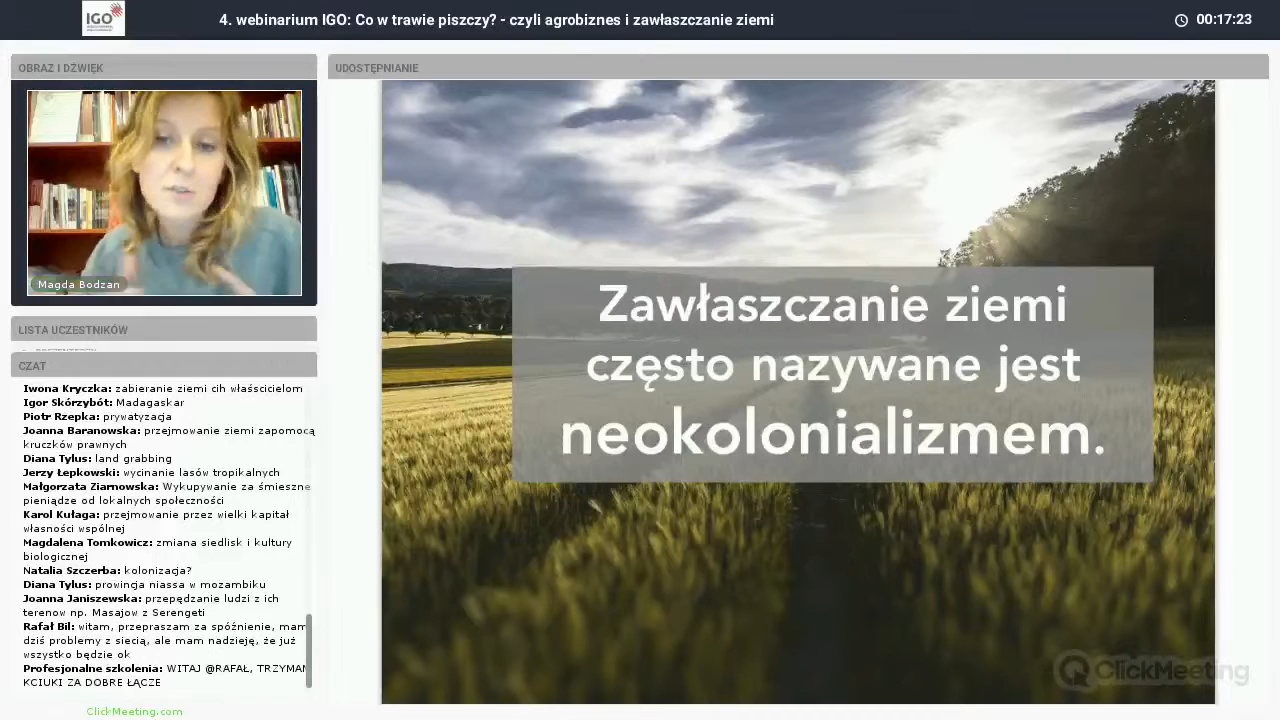 IGO
4. webinarium IGO: Co w trawie piszczy? - czyli agrobiznes i zawłaszczanie ziemi
00:17:23
OBRAZ I DŹWIĘK
Magda Bodzan
LISTA UCZESTNIKÓW
CZAT
Iwona Kryczka: zabieranie ziemi cih właścicielom
Igor Skórzybót: Madagaskar
Piotr Rzepka: prywatyzacja
Joanna Baranowska: przejmowanie ziemi zapomocą
kruczków prawnych
Diana Tylus: land grabbing
Jerzy Łepkowski: wycinanie lasów tropikalnych
Małgorzata Ziarnowska: Wykupywanie za śmieszne
pieniądze od lokalnych społeczności
Karol Kułaga: przejmowanie przez wielki kapitał
własności wspólnej
Magdalena Tomkowicz: zmiana siedlisk i kultury
biologicznej
Natalia Szczerba: kolonizacja?
Diana Tylus: prowincja niassa w mozambiku
Joanna Janiszewska: przepędzanie ludzi z ich
terenow np. Masajow z Serengeti
Rafał Bil: witam, przepraszam za spóźnienie, mam
dziś problemy z siecią, ale mam nadzieję, że już
wszystko będzie ok
Profesjonalne szkolenia: WITAJ @RAFAŁ, TRZYMAM
KCIUKI ZA DOBRE ŁĄCZE
ClickMeeting.com
UDOSTĘPNIANIE
Zawłaszczanie ziemi
często nazywane jest
neokolonializmem.
ClickMeeting